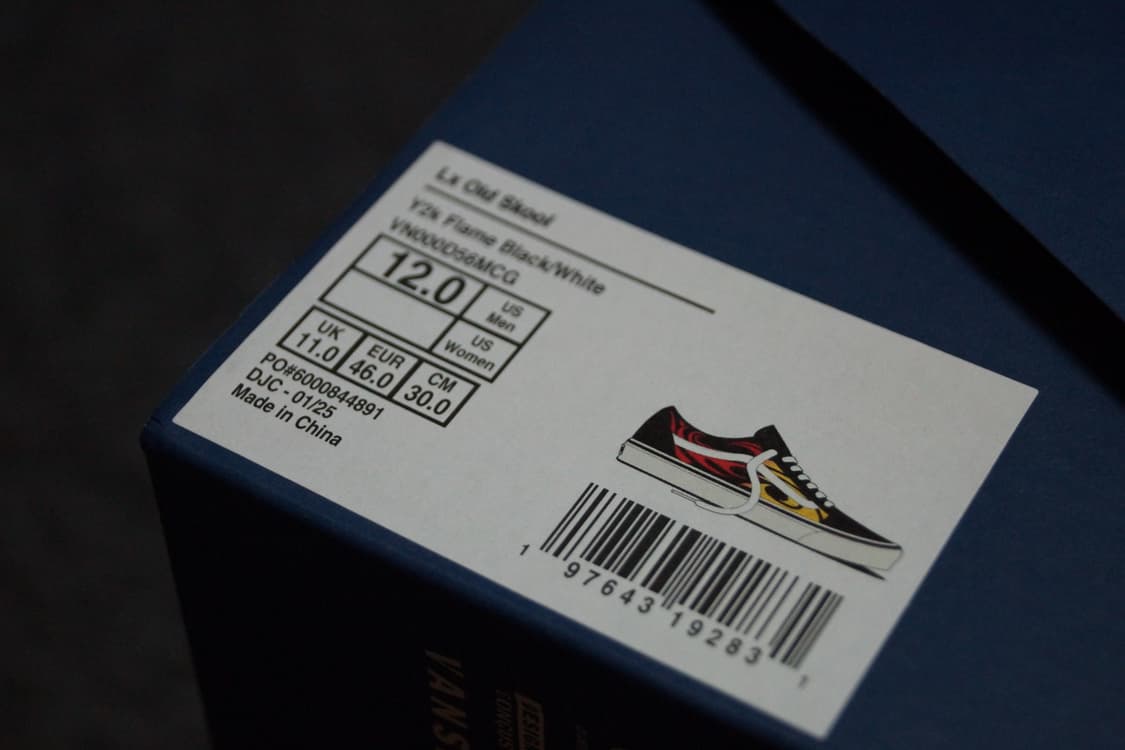 Lx Old Skool
Y2k Flame Black/White
VN000D56MCG
12.0
US
Men
US
Women
UK
11.0
EUR
46.0
CM
30.0
PO#6000844891
DJC - 01/25
Made in China
1 97643 19283 1
VANS